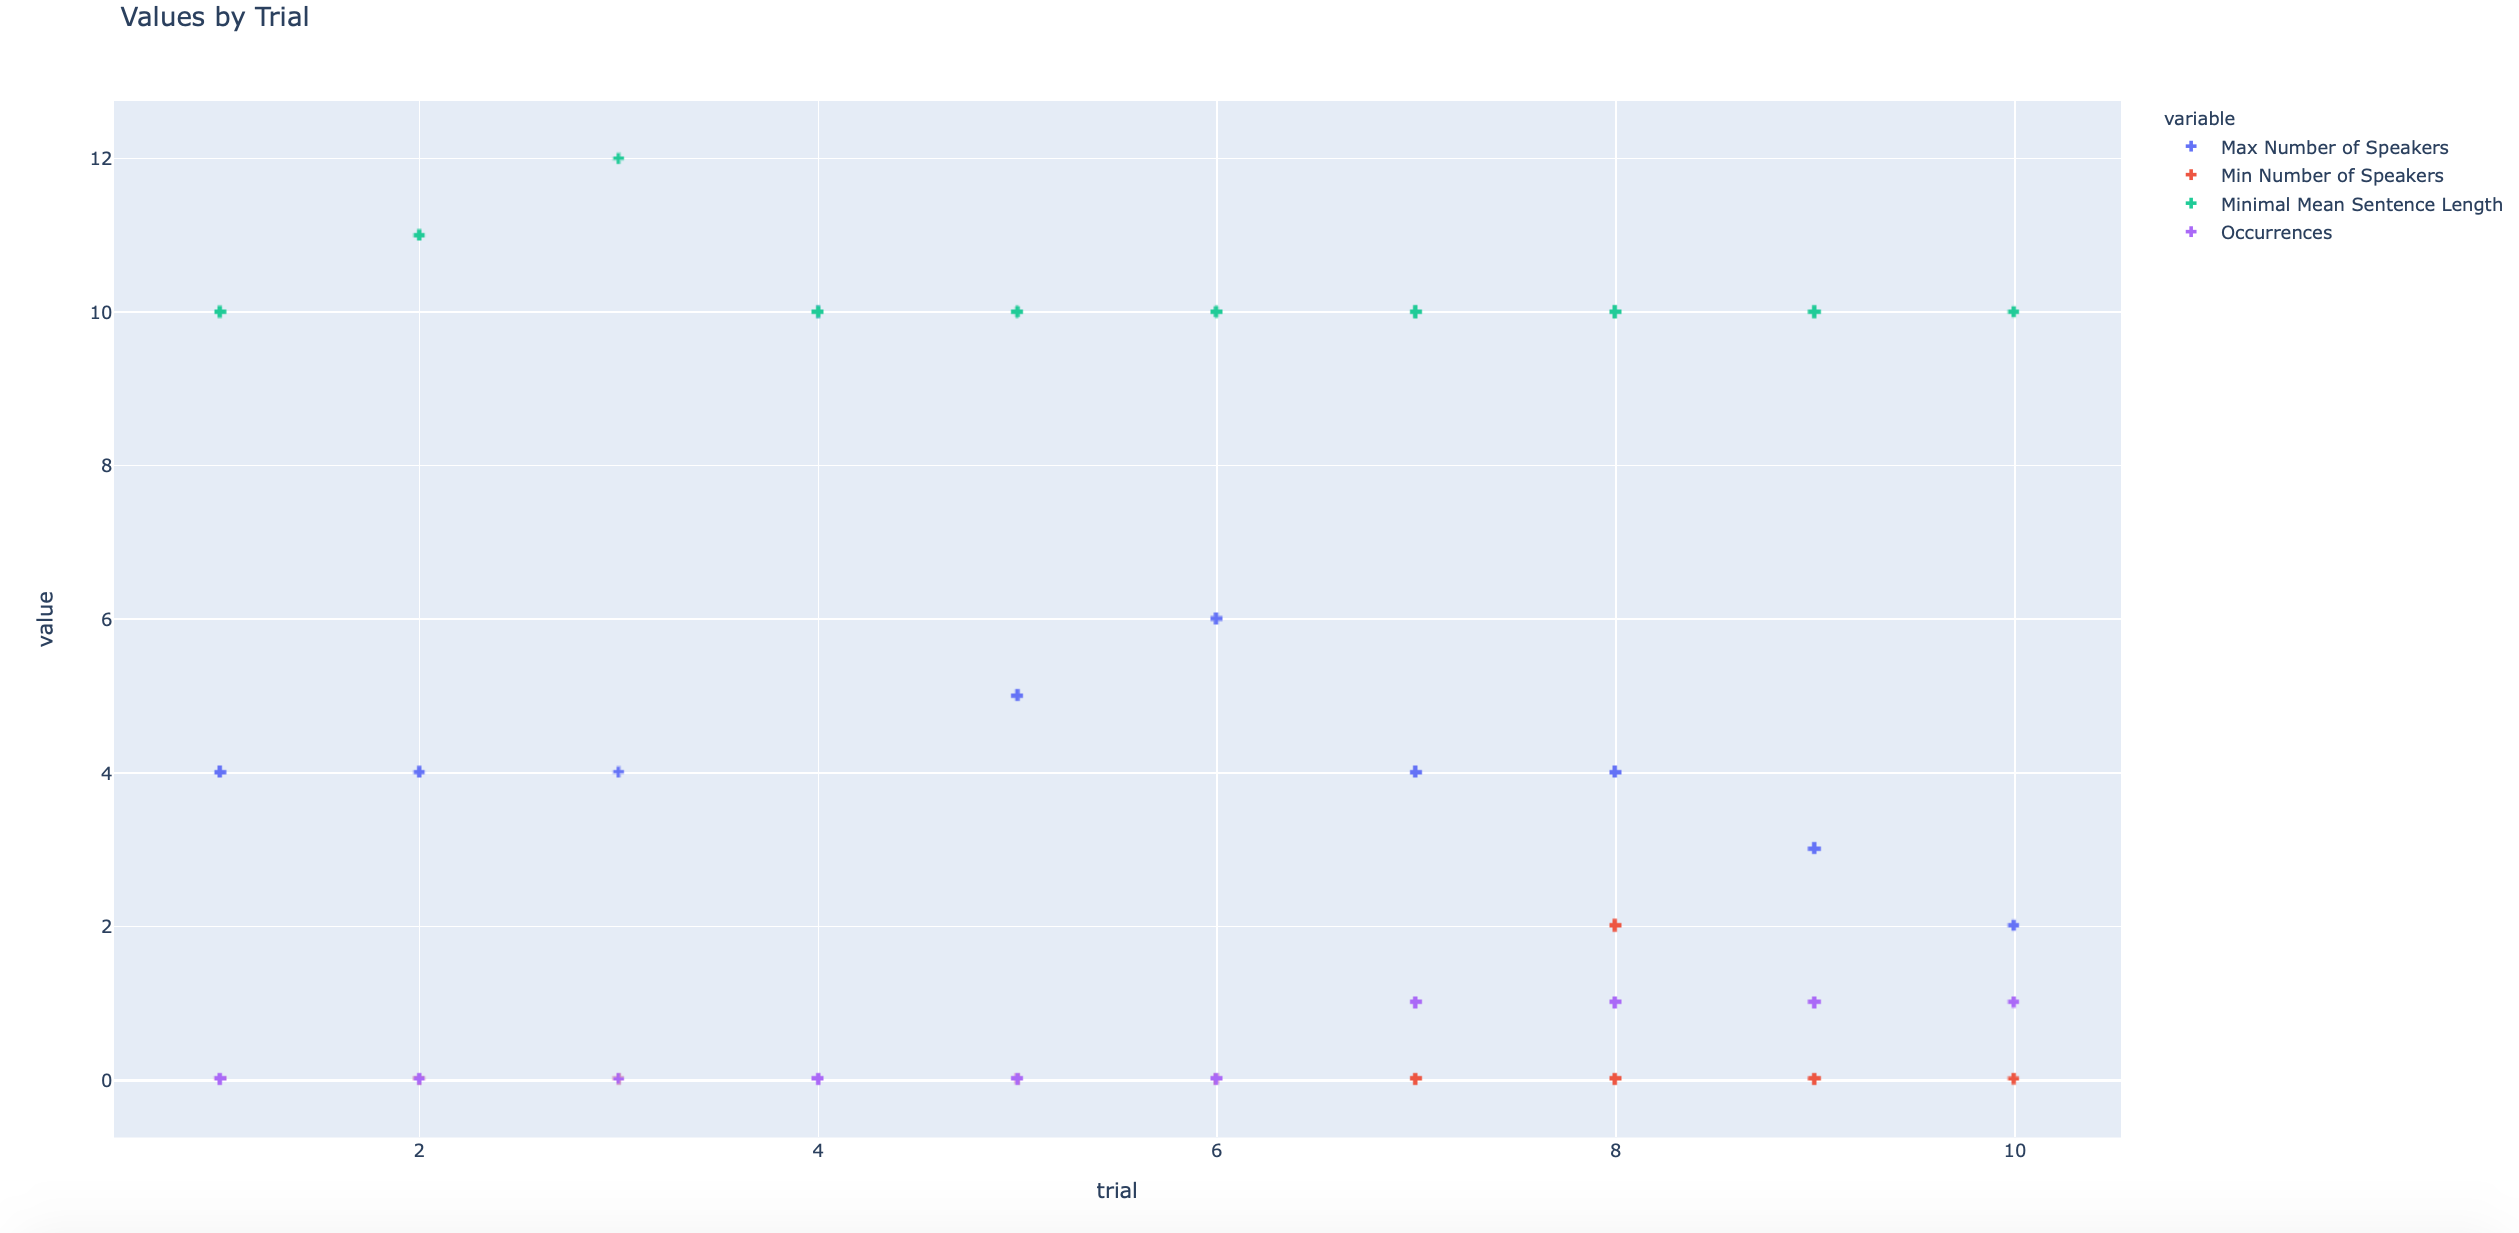 Values by Trial
variable
Max Number of Speakers
Min Number of Speakers
Minimal Mean Sentence Length
Occurrences
12
10
8
6
4
2
0
value
2
4
6
8
10
trial